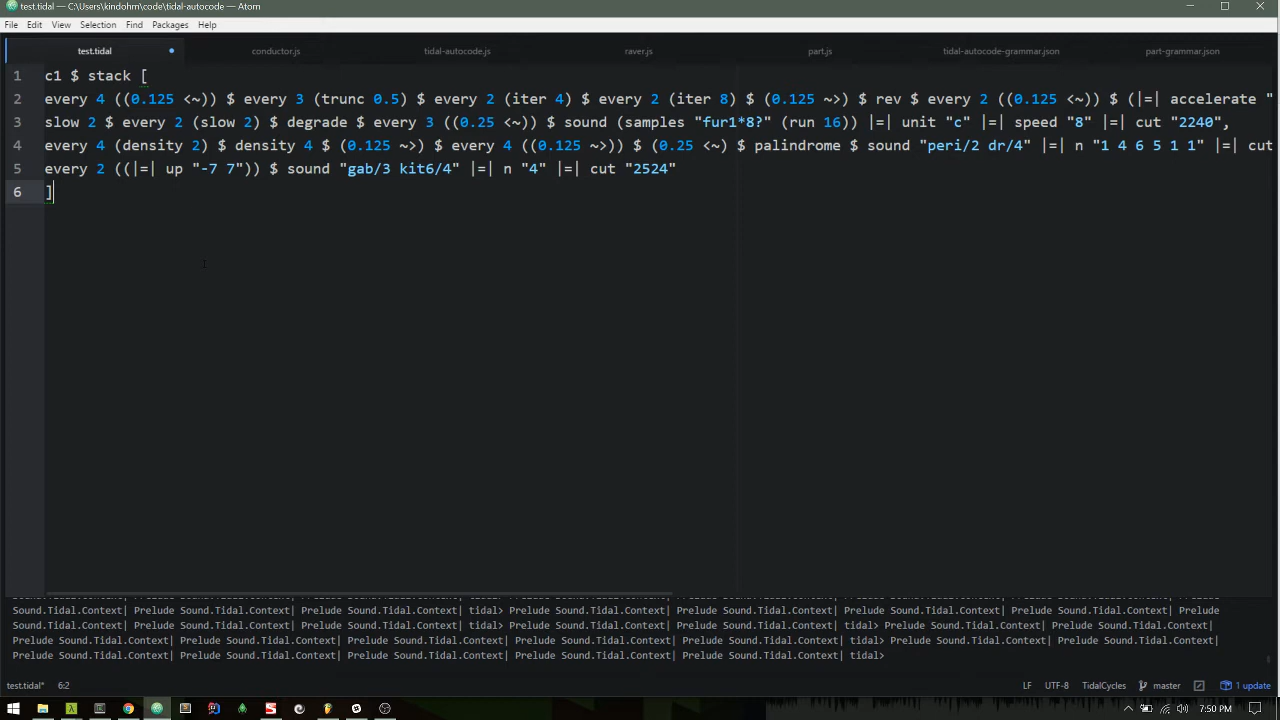 test.tidal — C:\Users\kindohm\code\tidal-autocode — Atom
File Edit View Selection Find Packages Help
test.tidal conductor.js tidal-autocode.js raver.js part.js tidal-autocode-grammar.json part-grammar.json
1 c1 $ stack [
2 every 4 ((0.125 <~)) $ every 3 (trunc 0.5) $ every 2 (iter 4) $ every 2 (iter 8) $ (0.125 ~>) $ rev $ every 2 ((0.125 <~)) $ (|=| accelerate "
3 slow 2 $ every 2 (slow 2) $ degrade $ every 3 ((0.25 <~)) $ sound (samples "fur1*8?" (run 16)) |=| unit "c" |=| speed "8" |=| cut "2240",
4 every 4 (density 2) $ density 4 $ (0.125 ~>) $ every 4 ((0.125 ~>)) $ (0.25 <~) $ palindrome $ sound "peri/2 dr/4" |=| n "1 4 6 5 1 1" |=| cut
5 every 2 ((|=| up "-7 7")) $ sound "gab/3 kit6/4" |=| n "4" |=| cut "2524"
6 ]
Sound.Tidal.Context| Prelude Sound.Tidal.Context| Prelude Sound.Tidal.Context| tidal> Prelude Sound.Tidal.Context| Prelude Sound.Tidal.Context| Prelude Sound.Tidal.Context| Prelude
Sound.Tidal.Context| Prelude Sound.Tidal.Context| Prelude Sound.Tidal.Context| tidal> Prelude Sound.Tidal.Context| Prelude Sound.Tidal.Context| tidal> Prelude Sound.Tidal.Context| Prelude Sound.Tidal.Context|
Prelude Sound.Tidal.Context| Prelude Sound.Tidal.Context| Prelude Sound.Tidal.Context| Prelude Sound.Tidal.Context| Prelude Sound.Tidal.Context| tidal> Prelude Sound.Tidal.Context| Prelude Sound.Tidal.Context|
Prelude Sound.Tidal.Context| Prelude Sound.Tidal.Context| Prelude Sound.Tidal.Context| Prelude Sound.Tidal.Context| Prelude Sound.Tidal.Context| tidal>
test.tidal* 6:2 LF UTF-8 TidalCycles master 1 update
7:50 PM